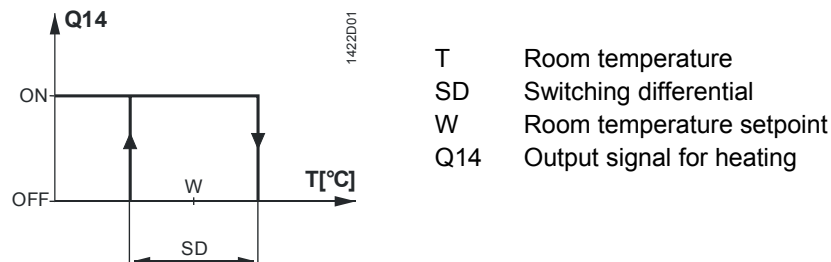 Q14
1422D01
ON
OFF
W
T[°C]
SD
T Room temperature
SD Switching differential
W Room temperature setpoint
Q14 Output signal for heating